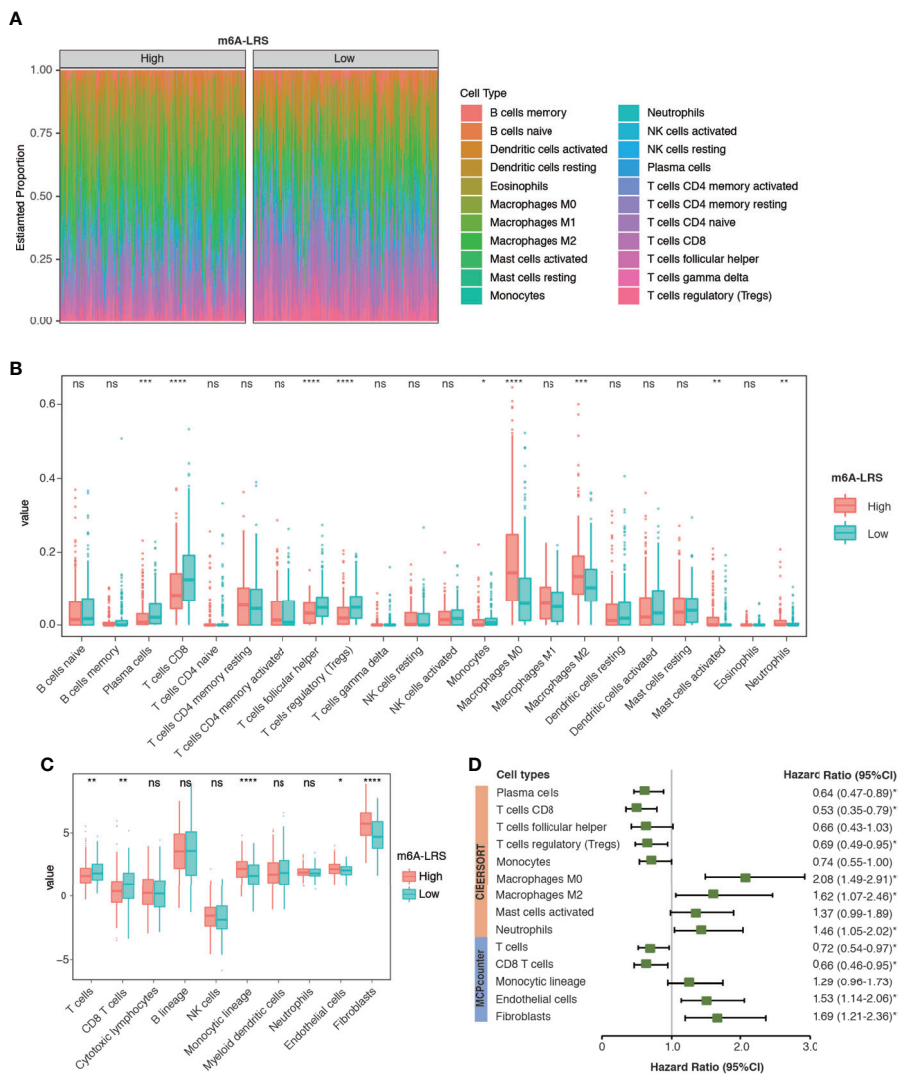 A
m6A-LRS
High
Low
1.00
0.75
0.50
0.25
0.00
Estiamted Proportion
Cell Type
B cells memory
B cells naive
Dendritic cells activated
Dendritic cells resting
Eosinophils
Macrophages M0
Macrophages M1
Macrophages M2
Mast cells activated
Mast cells resting
Monocytes
Neutrophils
NK cells activated
NK cells resting
Plasma cells
T cells CD4 memory activated
T cells CD4 memory resting
T cells CD4 naive
T cells CD8
T cells follicular helper
T cells gamma delta
T cells regulatory (Tregs)
B
ns ns *** **** ns ns ns **** **** ns ns ns * **** ns *** ns ns ns ** ns **
0.6
0.4
0.2
0.0
value
B cells naive
B cells memory
Plasma cells
T cells CD8
T cells CD4 naive
T cells CD4 memory resting
T cells CD4 memory activated
T cells follicular helper
T cells regulatory (Tregs)
T cells gamma delta
NK cells resting
NK cells activated
Monocytes
Macrophages M0
Macrophages M1
Macrophages M2
Dendritic cells resting
Dendritic cells activated
Mast cells resting
Mast cells activated
Eosinophils
Neutrophils
m6A-LRS
High
Low
C
** ** ns ns ns **** ns ns * ****
5
0
−5
value
T cells
CD8 T cells
Cytotoxic lymphocytes
B lineage
NK cells
Monocytic lineage
Myeloid dendritic cells
Neutrophils
Endothelial cells
Fibroblasts
m6A-LRS
High
Low
D
Cell types Hazard Ratio (95%CI)
CIEERSORT
MCPcounter
Plasma cells 0.64 (0.47-0.89)*
T cells CD8 0.53 (0.35-0.79)*
T cells follicular helper 0.66 (0.43-1.03)
T cells regulatory (Tregs) 0.69 (0.49-0.95)*
Monocytes 0.74 (0.55-1.00)
Macrophages M0 2.08 (1.49-2.91)*
Macrophages M2 1.62 (1.07-2.46)*
Mast cells activated 1.37 (0.99-1.89)
Neutrophils 1.46 (1.05-2.02)*
T cells 0.72 (0.54-0.97)*
CD8 T cells 0.66 (0.46-0.95)*
Monocytic lineage 1.29 (0.96-1.73)
Endothelial cells 1.53 (1.14-2.06)*
Fibroblasts 1.69 (1.21-2.36)*
0 1.0 2.0 3.0
Hazard Ratio (95%CI)